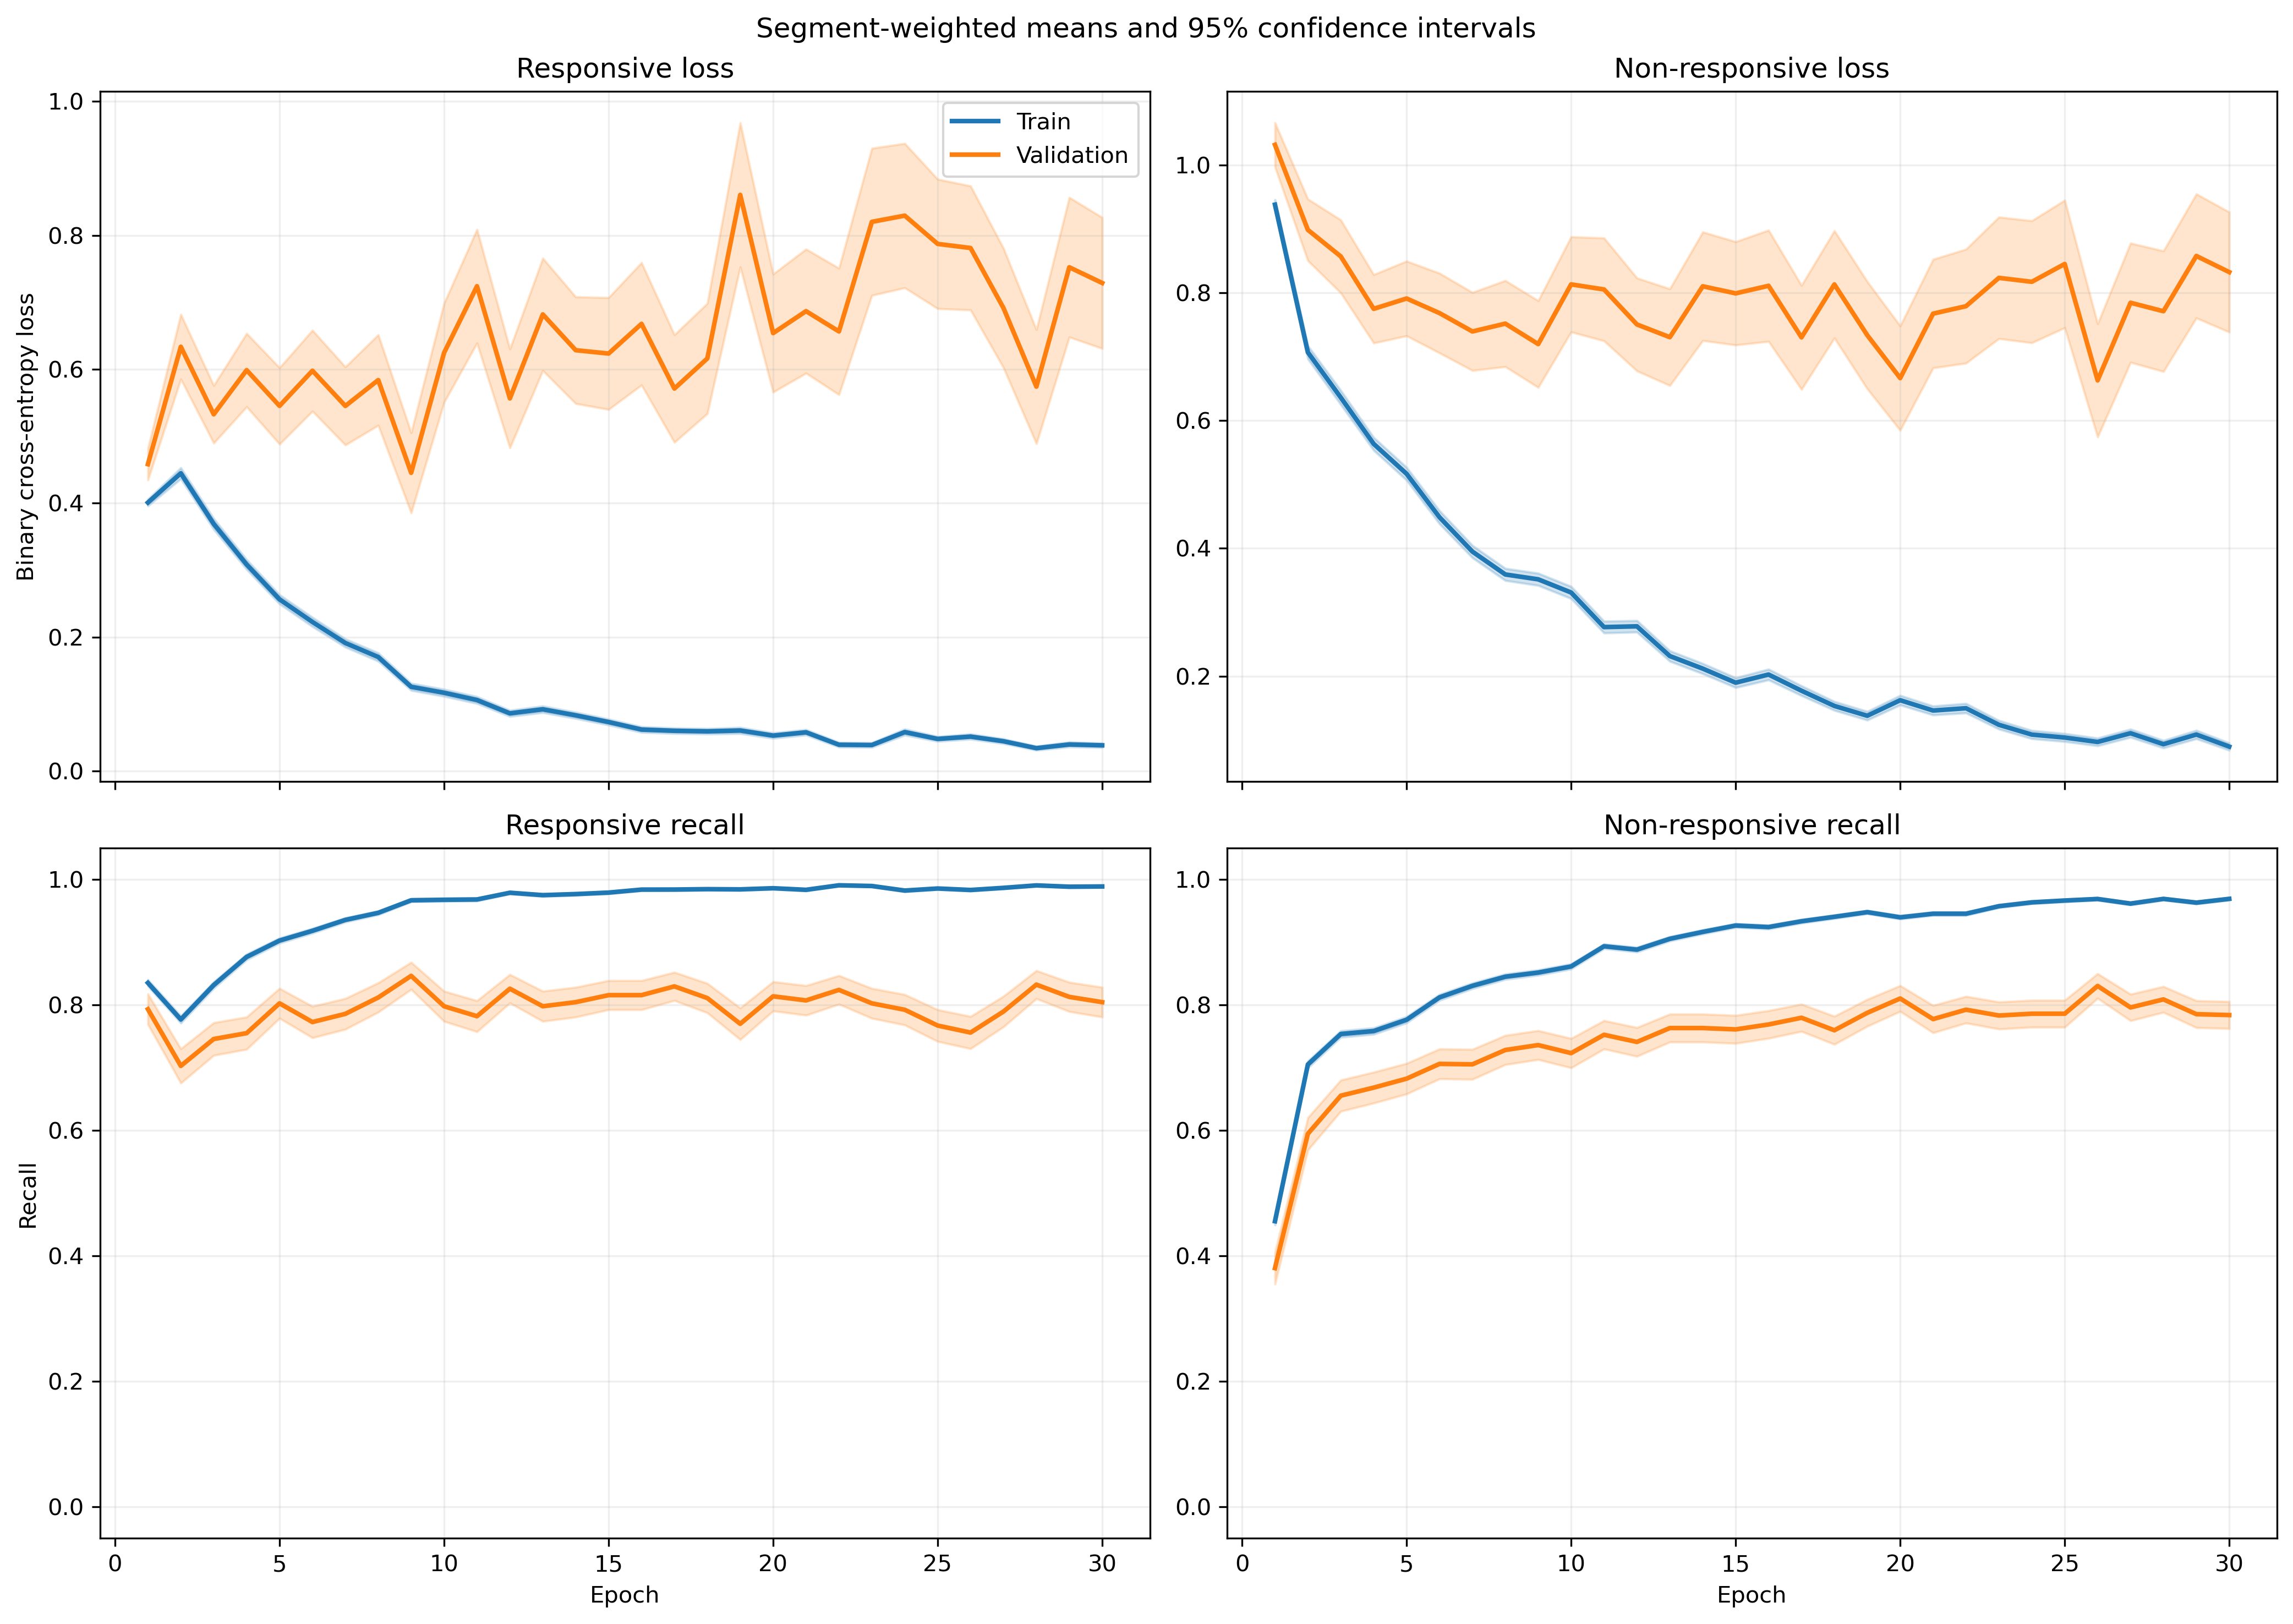 Segment-weighted means and 95% confidence intervals
Responsive loss
Non-responsive loss
Binary cross-entropy loss
1.0
0.8
0.6
0.4
0.2
0.0
Train
Validation
1.0
0.8
0.6
0.4
0.2
Responsive recall
Non-responsive recall
Recall
1.0
0.8
0.6
0.4
0.2
0.0
0 5 10 15 20 25 30
Epoch
1.0
0.8
0.6
0.4
0.2
0.0
0 5 10 15 20 25 30
Epoch